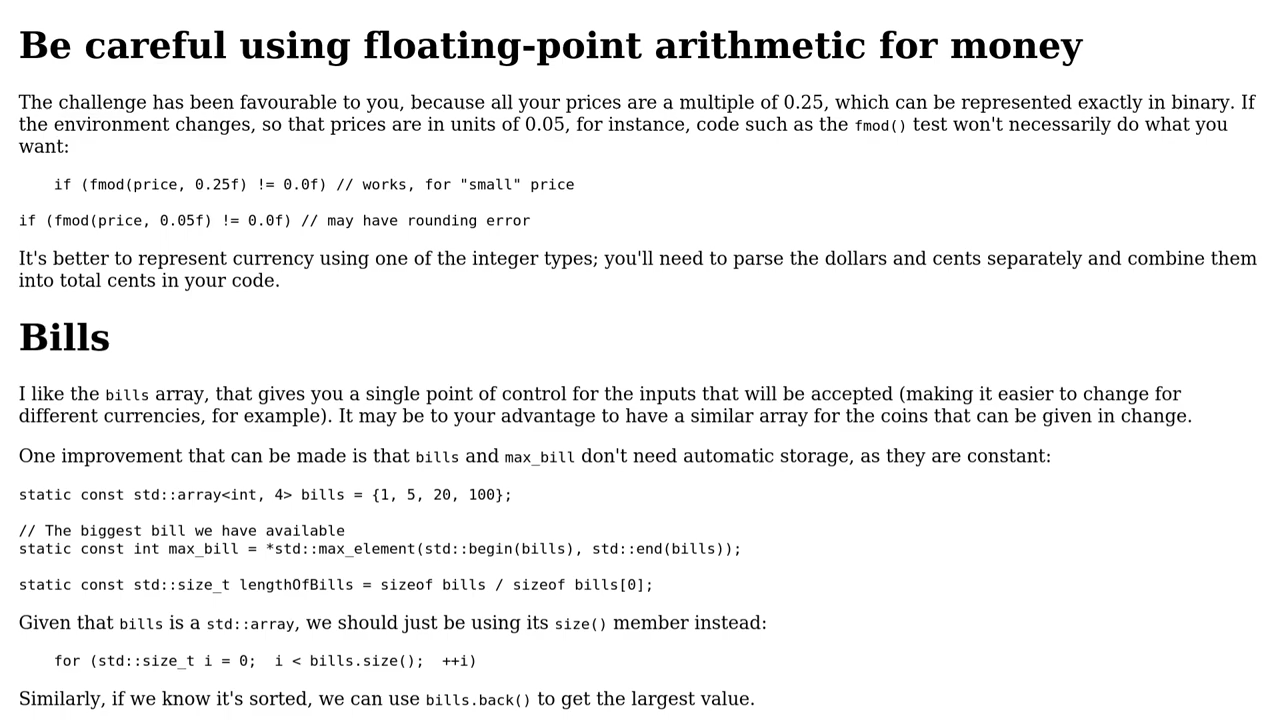 Be careful using floating-point arithmetic for money
The challenge has been favourable to you, because all your prices are a multiple of 0.25, which can be represented exactly in binary. If
the environment changes, so that prices are in units of 0.05, for instance, code such as the fmod() test won't necessarily do what you
want:
if (fmod(price, 0.25f) != 0.0f) // works, for "small" price
if (fmod(price, 0.05f) != 0.0f) // may have rounding error
It's better to represent currency using one of the integer types; you'll need to parse the dollars and cents separately and combine them
into total cents in your code.
Bills
I like the bills array, that gives you a single point of control for the inputs that will be accepted (making it easier to change for
different currencies, for example). It may be to your advantage to have a similar array for the coins that can be given in change.
One improvement that can be made is that bills and max_bill don't need automatic storage, as they are constant:
static const std::array<int, 4> bills = {1, 5, 20, 100};
// The biggest bill we have available
static const int max_bill = *std::max_element(std::begin(bills), std::end(bills));
static const std::size_t lengthOfBills = sizeof bills / sizeof bills[0];
Given that bills is a std::array, we should just be using its size() member instead:
for (std::size_t i = 0;  i < bills.size();  ++i)
Similarly, if we know it's sorted, we can use bills.back() to get the largest value.